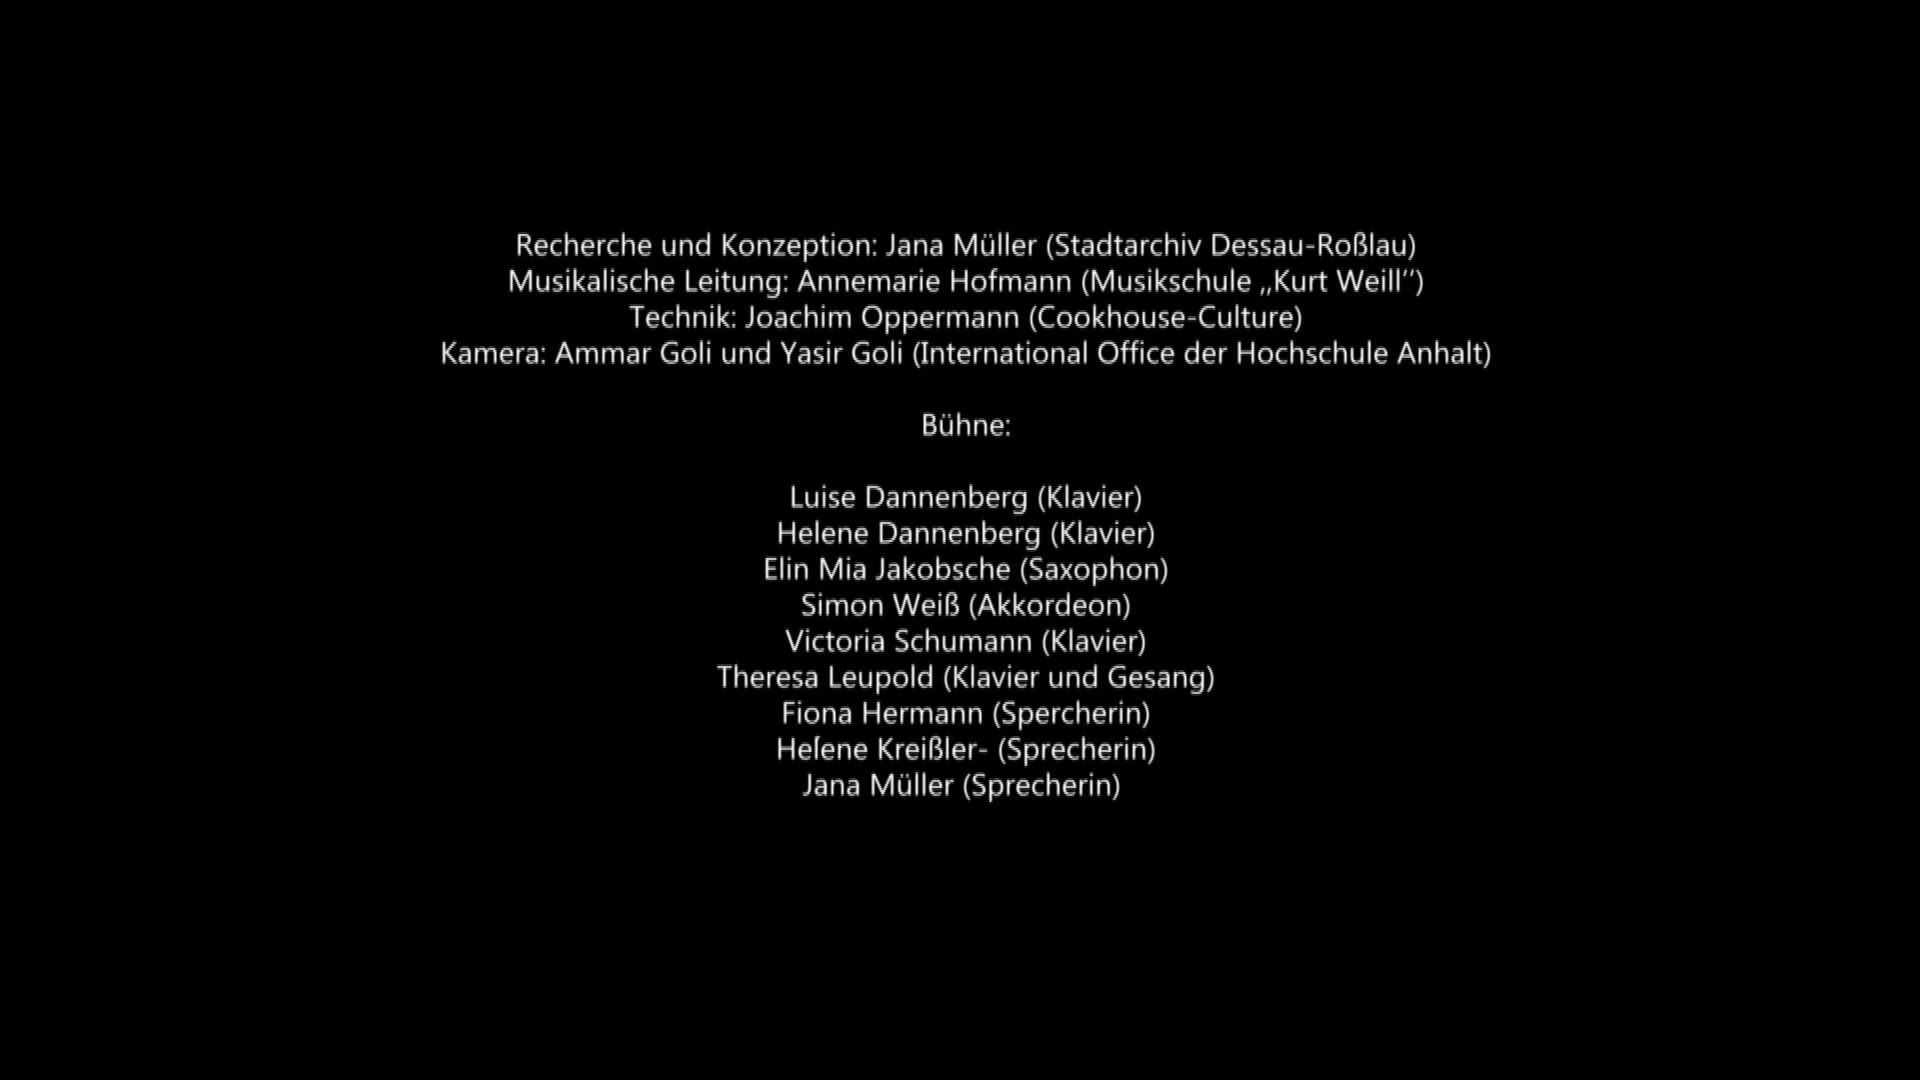 Recherche und Konzeption: Jana Müller (Stadtarchiv Dessau-Roßlau)
Musikalische Leitung: Annemarie Hofmann (Musikschule ,,Kurt Weill’’)
Technik: Joachim Oppermann (Cookhouse-Culture)
Kamera: Ammar Goli und Yasir Goli (International Office der Hochschule Anhalt)
Bühne:
Luise Dannenberg (Klavier)
Helene Dannenberg (Klavier)
Elin Mia Jakobsche (Saxophon)
Simon Weiß (Akkordeon)
Victoria Schumann (Klavier)
Theresa Leupold (Klavier und Gesang)
Fiona Hermann (Spercherin)
Helene Kreißler- (Sprecherin)
Jana Müller (Sprecherin)